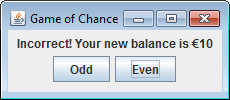 Game of Chance
Incorrect! Your new balance is €10
Odd Even